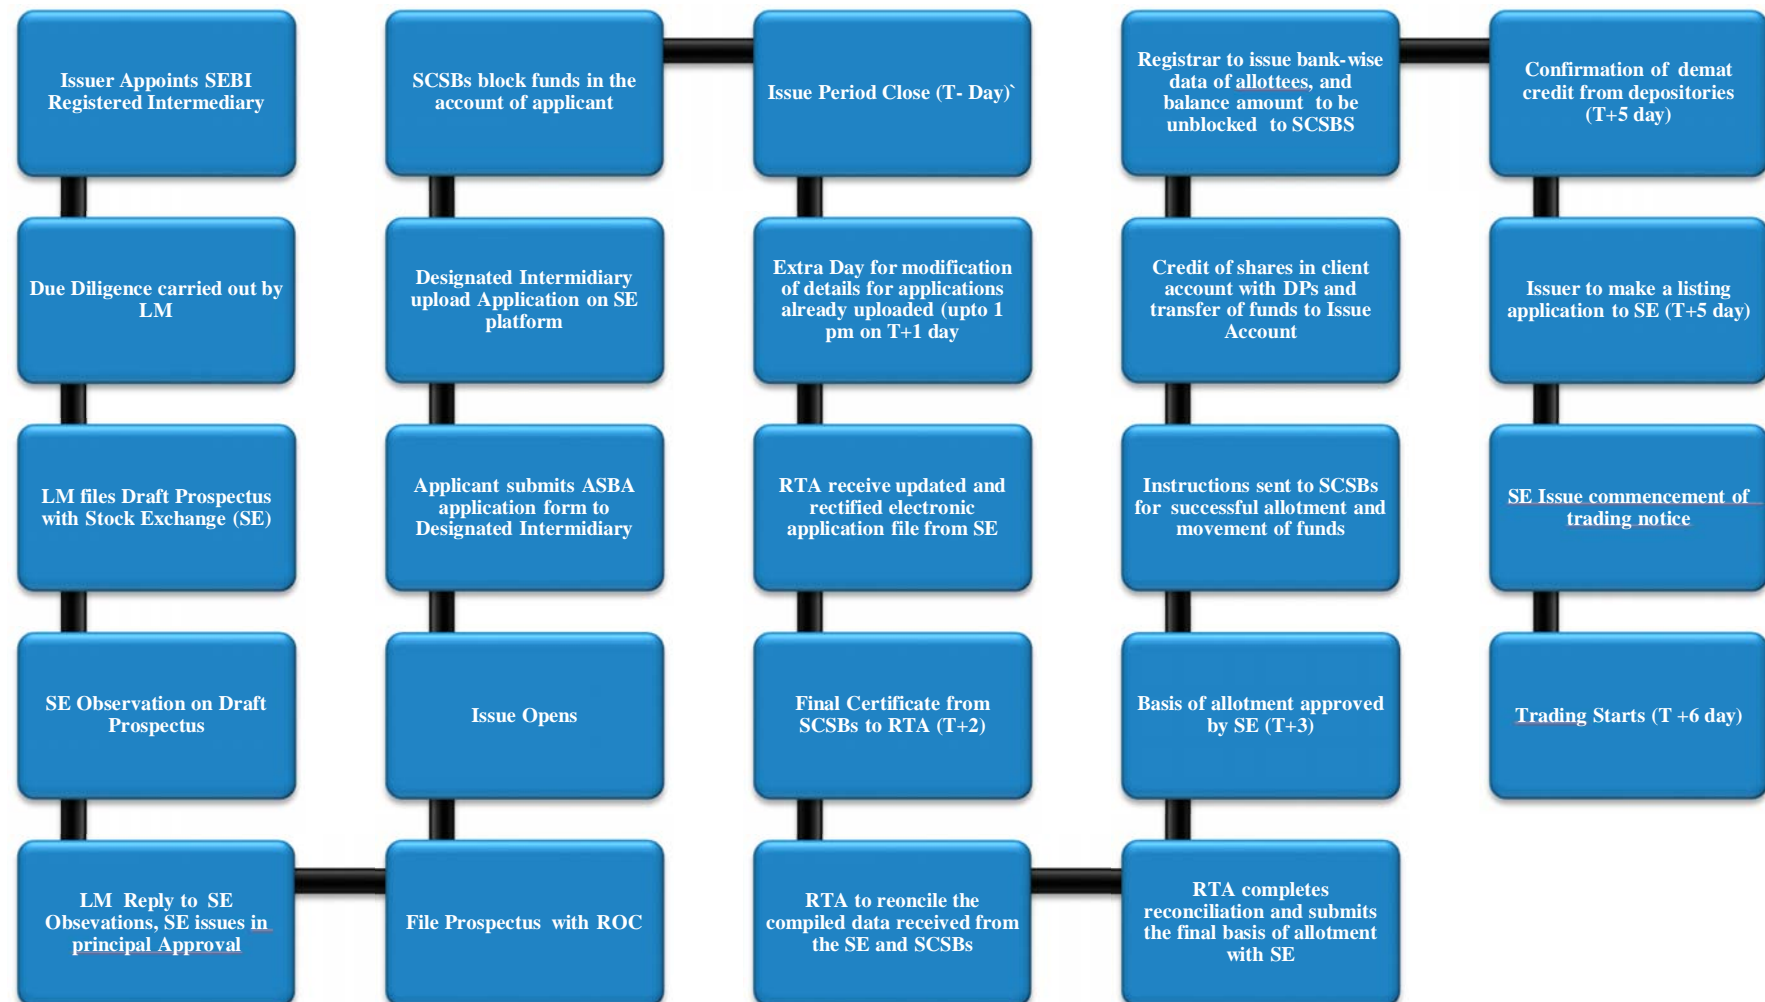 Issuer Appoints SEBI
Registered Intermediary
Due Diligence carried out by
LM
LM files Draft Prospectus
with Stock Exchange (SE)
SE Observation on Draft
Prospectus
LM Reply to SE
Obsevations, SE issues in
principal Approval
File Prospectus with ROC
Issue Opens
Applicant submits ASBA
application form to
Designated Intermidiary
Designated Intermidiary
upload Application on SE
platform
SCSBs block funds in the
account of applicant
Issue Period Close (T- Day)`
Extra Day for modification
of details for applications
already uploaded (upto 1
pm on T+1 day
RTA receive updated and
rectified electronic
application file from SE
Final Certificate from
SCSBs to RTA (T+2)
RTA to reconcile the
compiled data received from
the SE and SCSBs
RTA completes
reconciliation and submits
the final basis of allotment
with SE
Basis of allotment approved
by SE (T+3)
Instructions sent to SCSBs
for successful allotment and
movement of funds
Credit of shares in client
account with DPs and
transfer of funds to Issue
Account
Registrar to issue bank-wise
data of allottees, and
balance amount to be
unblocked to SCSBS
Confirmation of demat
credit from depositories
(T+5 day)
Issuer to make a listing
application to SE (T+5 day)
SE Issue commencement of
trading notice
Trading Starts (T +6 day)